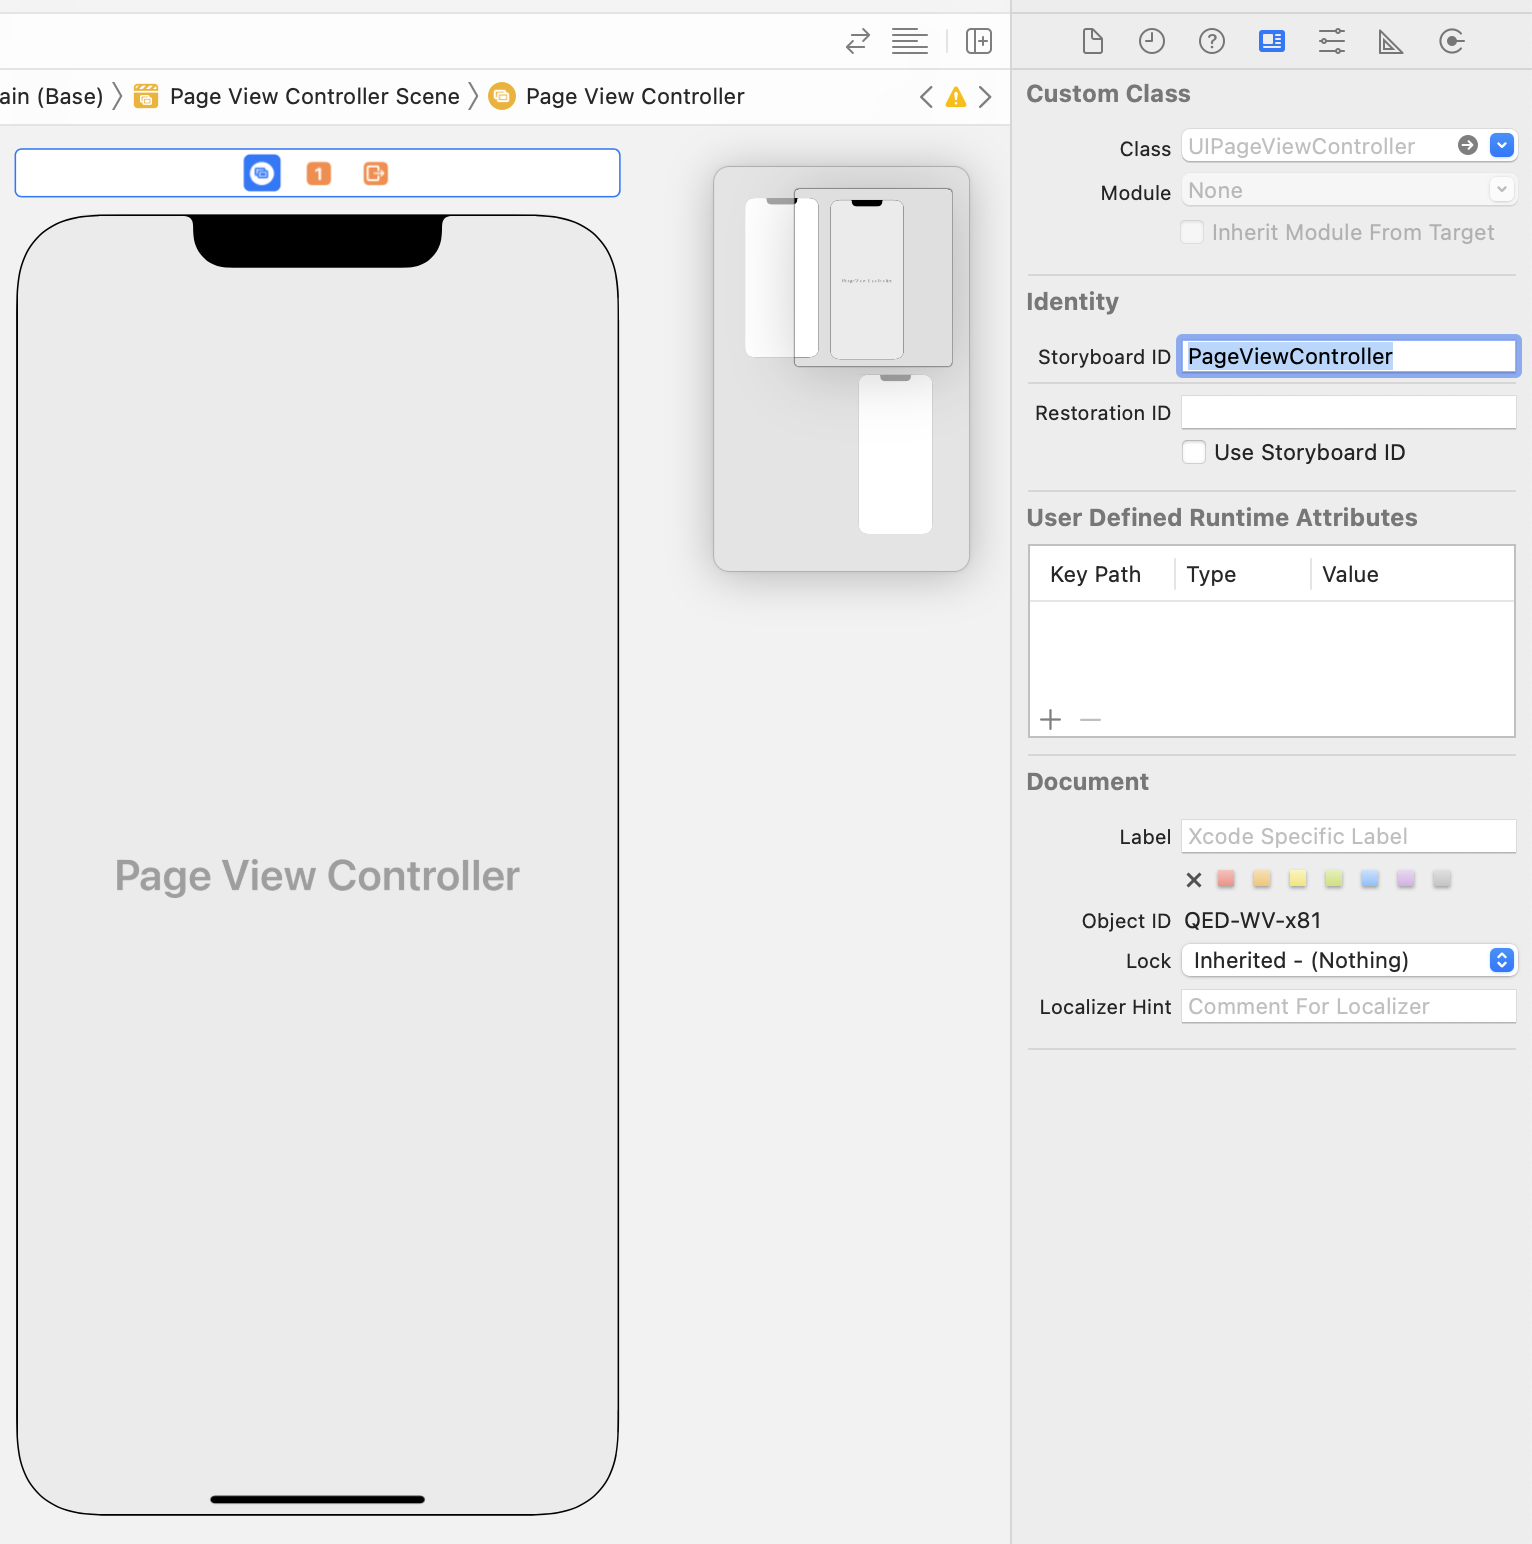 ain (Base) Page View Controller Scene Page View Controller
1
Page View Controller
Page View Controller
Custom Class
Class UIPageViewController
Module None
Inherit Module From Target
Identity
Storyboard ID PageViewController
Restoration ID
Use Storyboard ID
User Defined Runtime Attributes
Key Path Type Value
Document
Label Xcode Specific Label
Object ID QED-WV-x81
Lock Inherited - (Nothing)
Localizer Hint Comment For Localizer